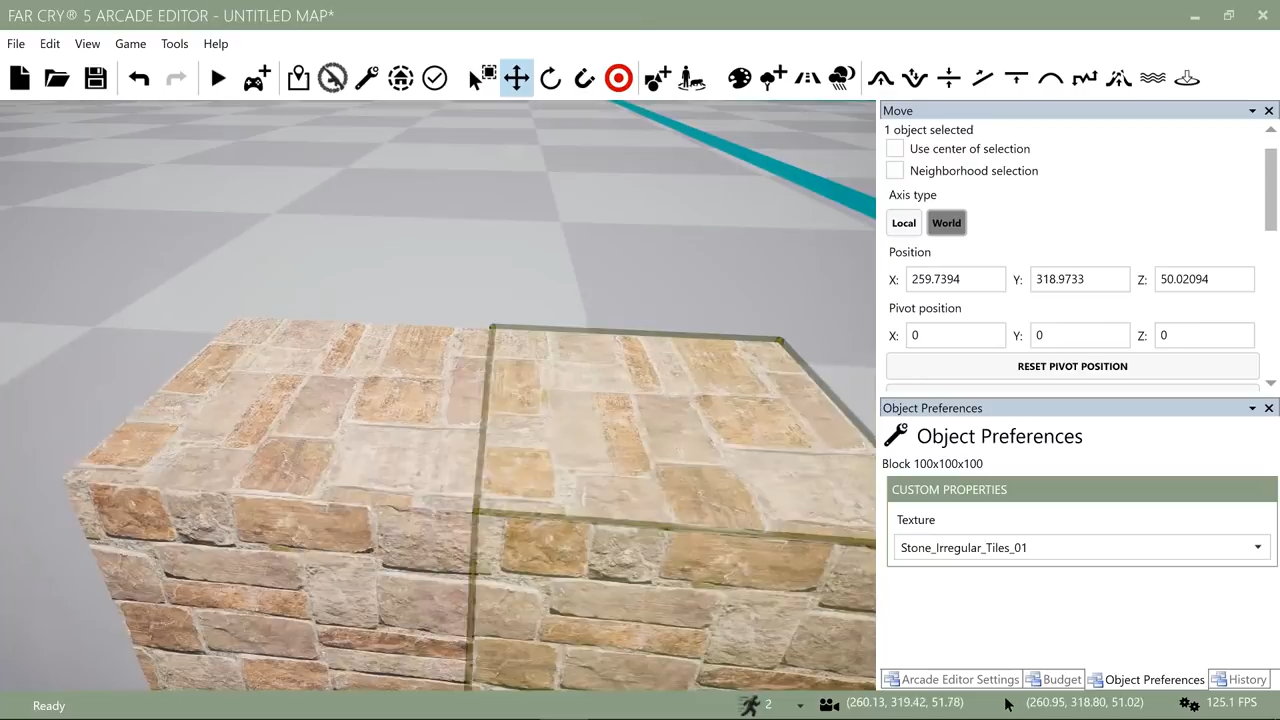 FAR CRY® 5 ARCADE EDITOR - UNTITLED MAP*
File Edit View Game Tools Help
Move
1 object selected
Use center of selection
Neighborhood selection
Axis type
Local World
Position
X: 259.7394 Y: 318.9733 Z: 50.02094
Pivot position
X: 0 Y: 0 Z: 0
RESET PIVOT POSITION
Object Preferences
Object Preferences
Block 100x100x100
CUSTOM PROPERTIES
Texture
Stone_Irregular_Tiles_01
Arcade Editor Settings Budget Object Preferences History
Ready 2 (260.13, 319.42, 51.78) (260.95, 318.80, 51.02) 125.1 FPS